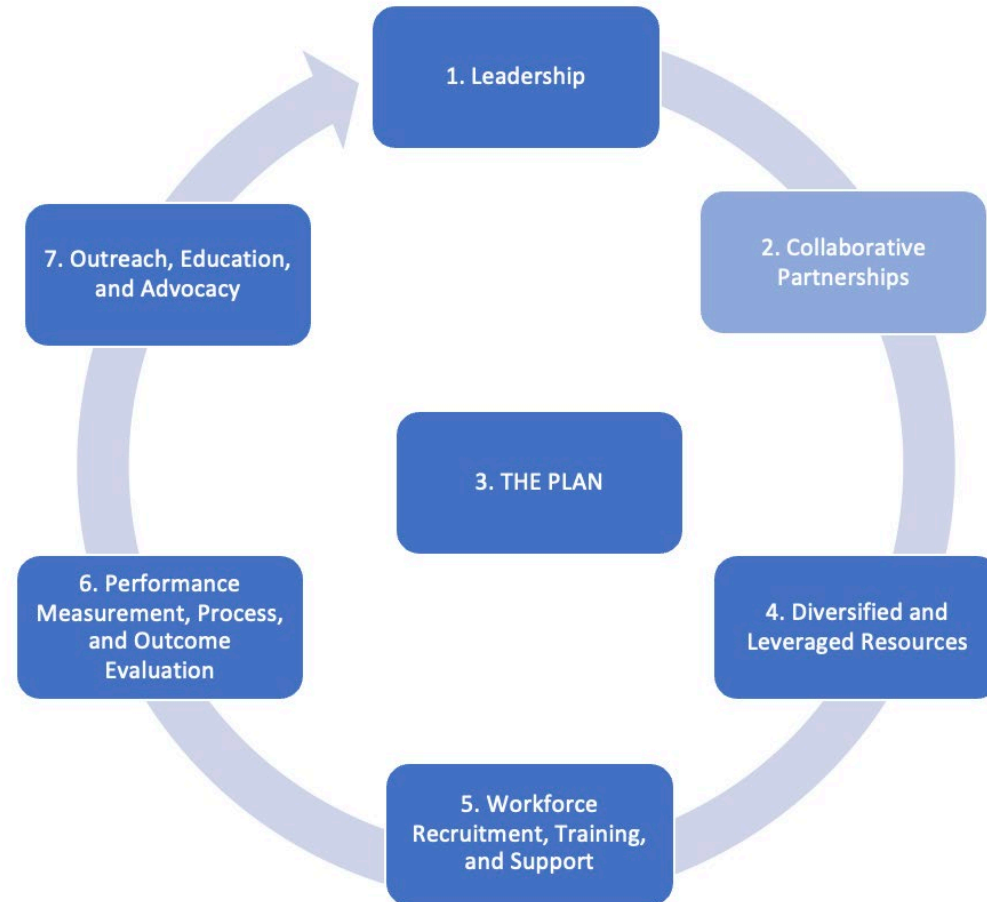 1. Leadership
2. Collaborative
Partnerships
3. THE PLAN
4. Diversified and
Leveraged Resources
5. Workforce
Recruitment, Training,
and Support
6. Performance
Measurement, Process,
and Outcome
Evaluation
7. Outreach, Education,
and Advocacy